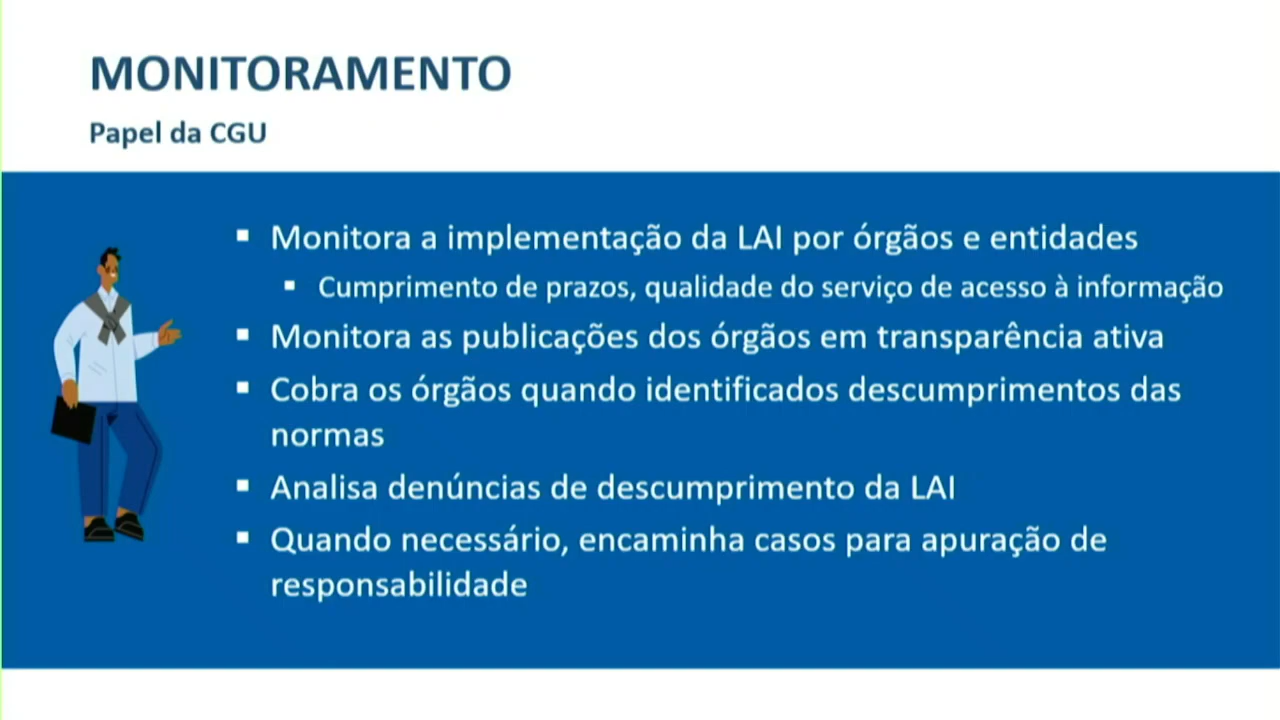 MONITORAMENTO
Papel da CGU
▪ Monitora a implementação da LAI por órgãos e entidades
▪ Cumprimento de prazos, qualidade do serviço de acesso à informação
▪ Monitora as publicações dos órgãos em transparência ativa
▪ Cobra os órgãos quando identificados descumprimentos das
normas
▪ Analisa denúncias de descumprimento da LAI
▪ Quando necessário, encaminha casos para apuração de
responsabilidade